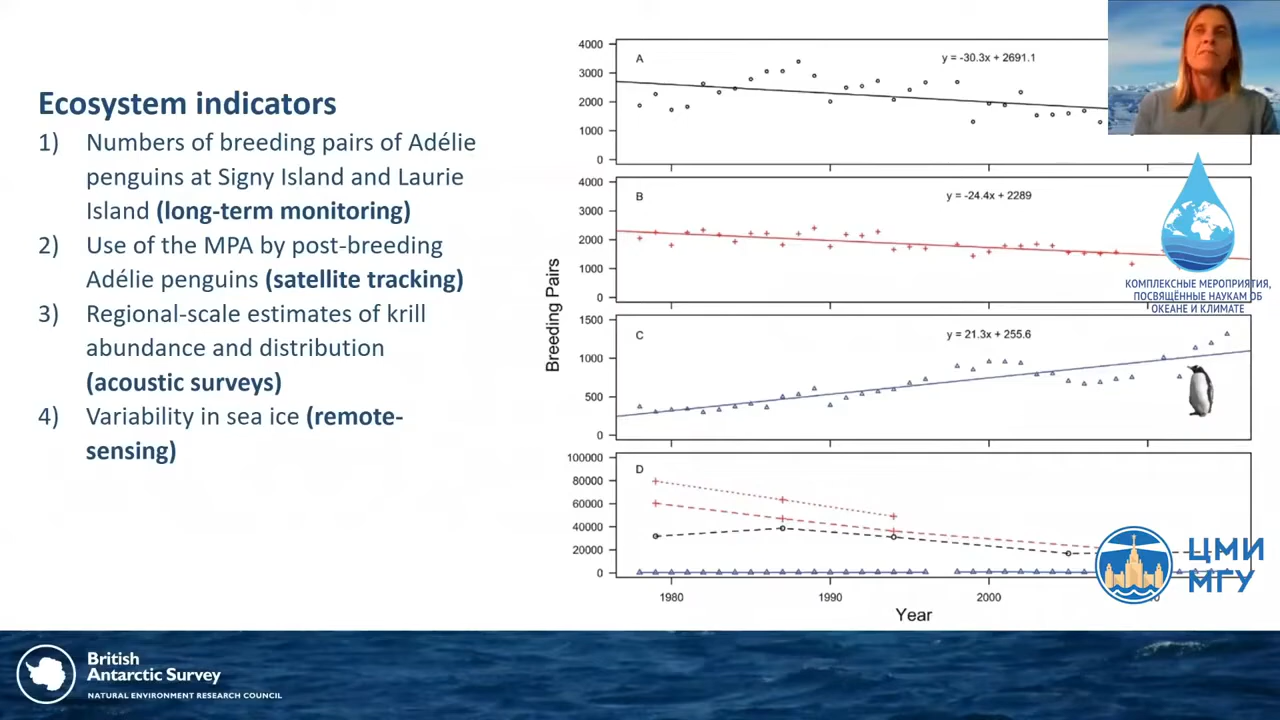 Ecosystem indicators
1) Numbers of breeding pairs of Adélie
penguins at Signy Island and Laurie
Island (long-term monitoring)
2) Use of the MPA by post-breeding
Adélie penguins (satellite tracking)
3) Regional-scale estimates of krill
abundance and distribution
(acoustic surveys)
4) Variability in sea ice (remote-
sensing)
Breeding Pairs
4000
3000
2000
1000
0
A
y = -30.3x + 2691.1
4000
3000
2000
1000
0
B
y = -24.4x + 2289
1500
1000
500
0
C
y = 21.3x + 255.6
100000
80000
60000
40000
20000
0
D
1980 1990 2000
Year
КОМПЛЕКСНЫЕ МЕРОПРИЯТИЯ,
ПОСВЯЩЁННЫЕ НАУКАМ ОБ
ОКЕАНЕ И КЛИМАТЕ
ЦМИ
МГУ
British
Antarctic Survey
NATURAL ENVIRONMENT RESEARCH COUNCIL